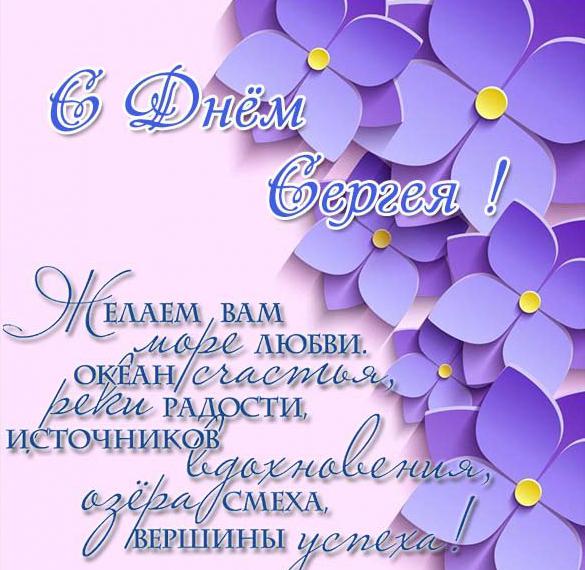 С Днём
Сергея !
Желаем вам
море любви.
океан счастья,
реки радости,
источников
вдохновения,
озёра смеха,
вершины успеха!